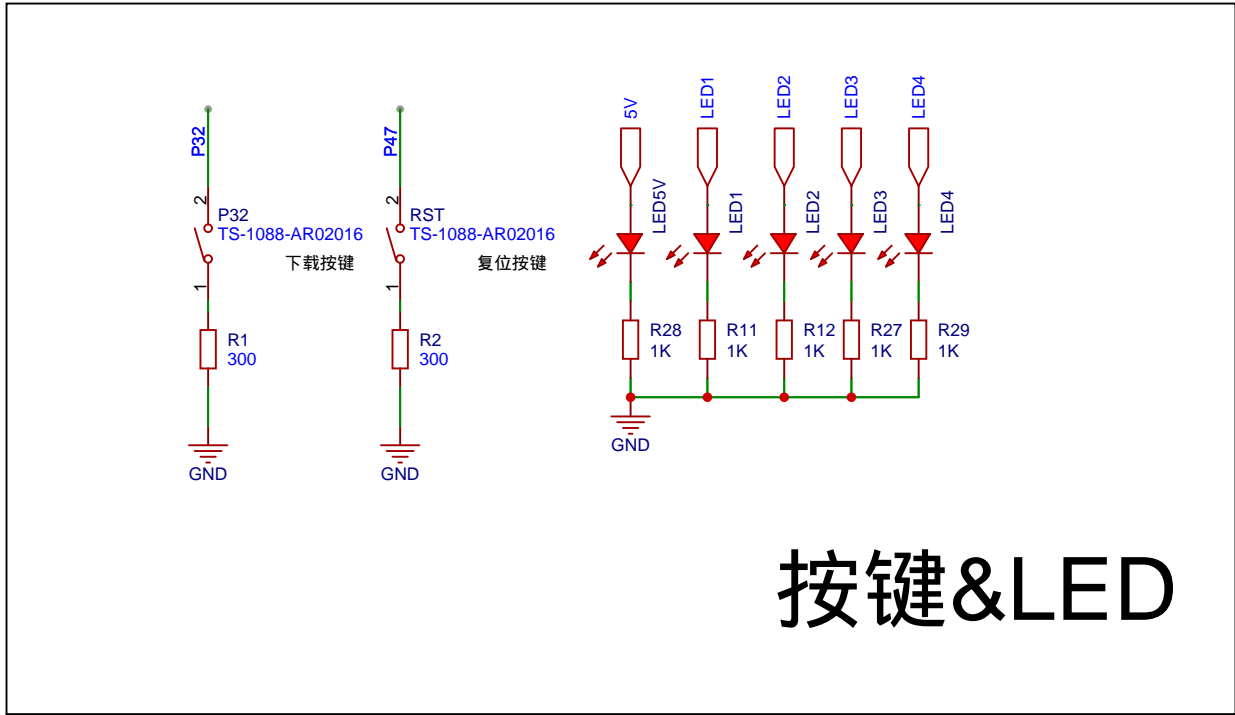 P32
2
P32
TS-1088-AR02016
下载按键
1
R1
300
GND
P47
2
RST
TS-1088-AR02016
复位按键
1
R2
300
GND
5V
LED1
LED2
LED3
LED4
LED5V
LED1
LED2
LED3
LED4
R28
1K
R11
1K
R12
1K
R27
1K
R29
1K
GND
按键&LED